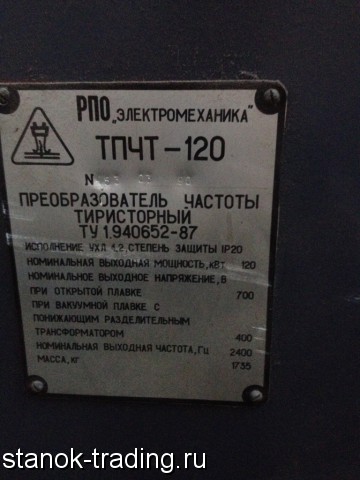 РПО „ЭЛЕКТРОМЕХАНИКА"
ТПЧТ-120
N
ПРЕОБРАЗОВАТЕЛЬ ЧАСТОТЫ
ТИРИСТОРНЫЙ
ТУ 1.940652-87
ИСПОЛНЕНИЕ УХЛ 4.2, СТЕПЕНЬ ЗАЩИТЫ IP20
НОМИНАЛЬНАЯ ВЫХОДНАЯ МОЩНОСТЬ, кВт 120
НОМИНАЛЬНОЕ ВЫХОДНОЕ НАПРЯЖЕНИЕ, В
ПРИ ОТКРЫТОЙ ПЛАВКЕ 700
ПРИ ВАКУУМНОЙ ПЛАВКЕ С
ПОНИЖАЮЩИМ РАЗДЕЛИТЕЛЬНЫМ
ТРАНСФОРМАТОРОМ 400
НОМИНАЛЬНАЯ ВЫХОДНАЯ ЧАСТОТА, Гц 2400
МАССА, кг 1735
stanok-trading.ru